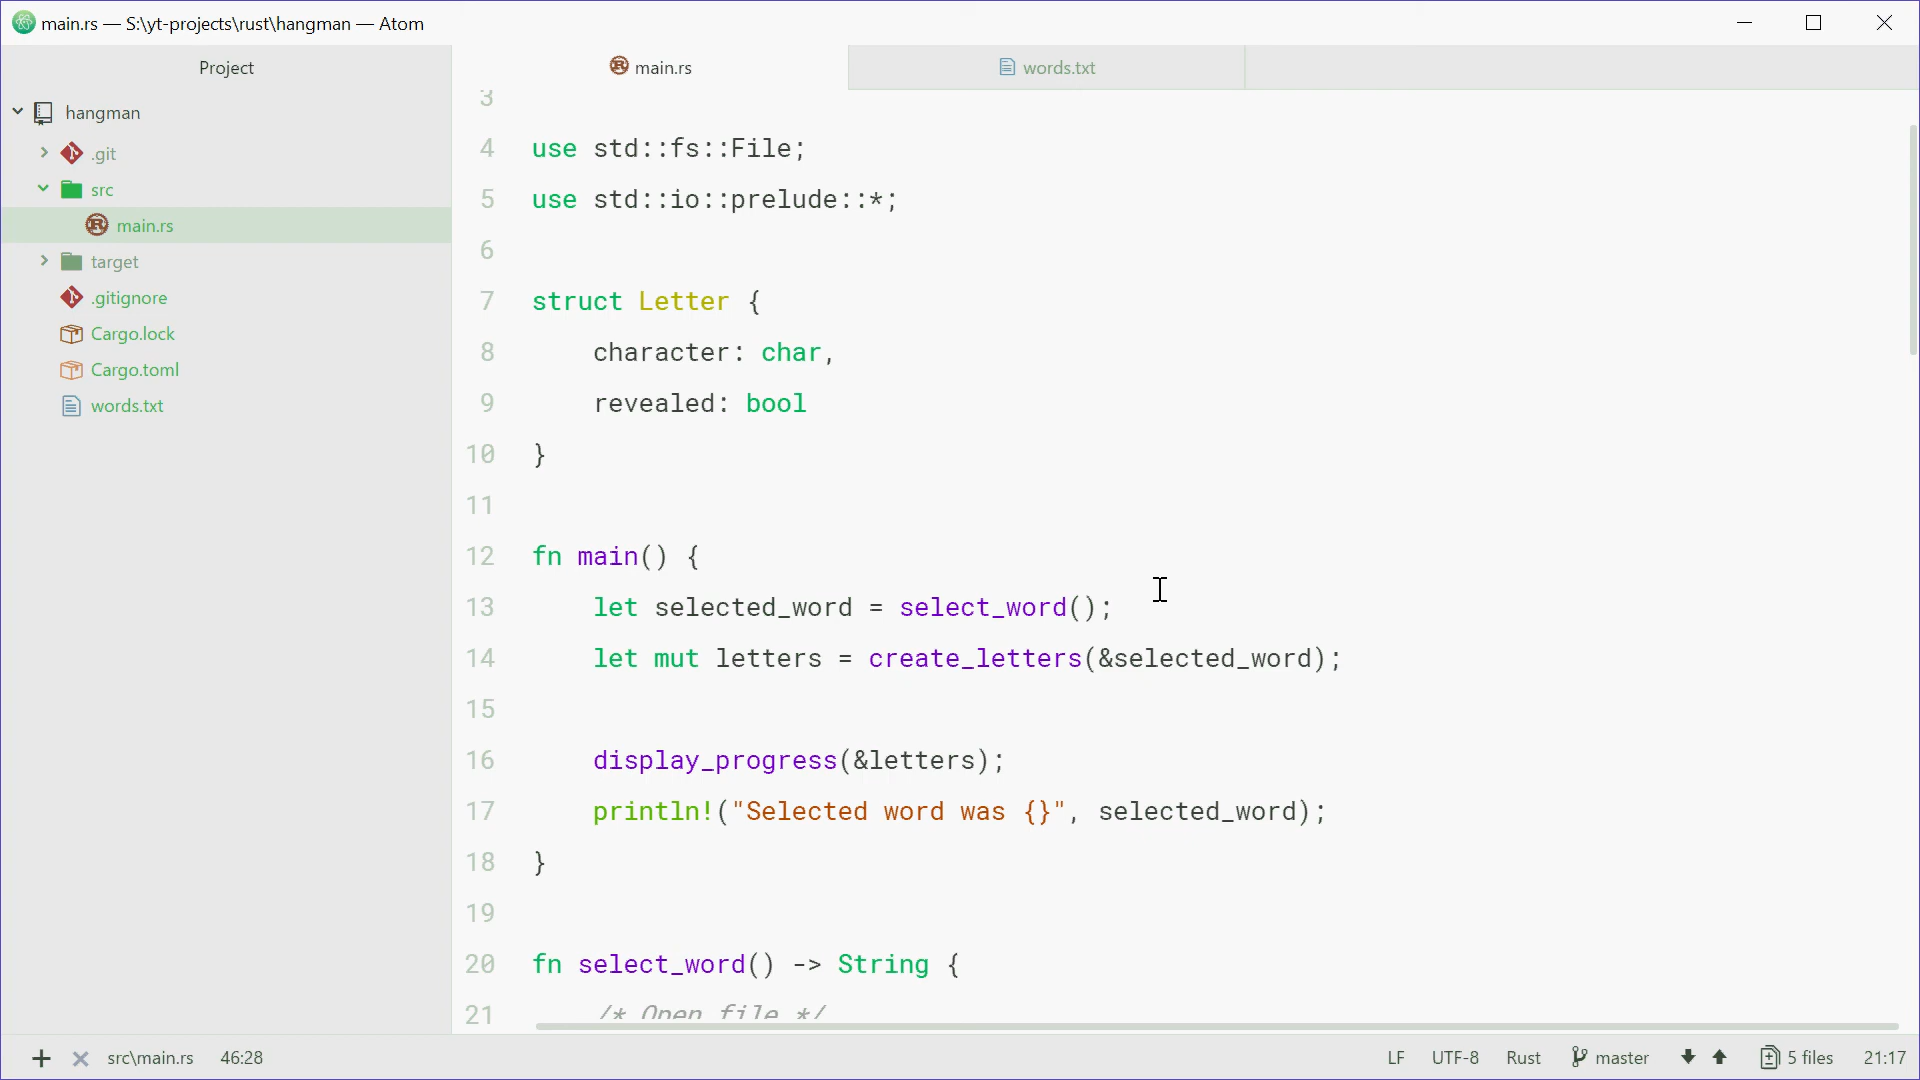 main.rs — S:\yt-projects\rust\hangman — Atom
Project
hangman
.git
src
main.rs
target
.gitignore
Cargo.lock
Cargo.toml
words.txt
main.rs
words.txt
3
4 use std::fs::File;
5 use std::io::prelude::*;
6
7 struct Letter {
8     character: char,
9     revealed: bool
10 }
11
12 fn main() {
13     let selected_word = select_word();
14     let mut letters = create_letters(&selected_word);
15
16     display_progress(&letters);
17     println!("Selected word was {}", selected_word);
18 }
19
20 fn select_word() -> String {
21     /* Open file */
src\main.rs 46:28
LF UTF-8 Rust master 5 files 21:17